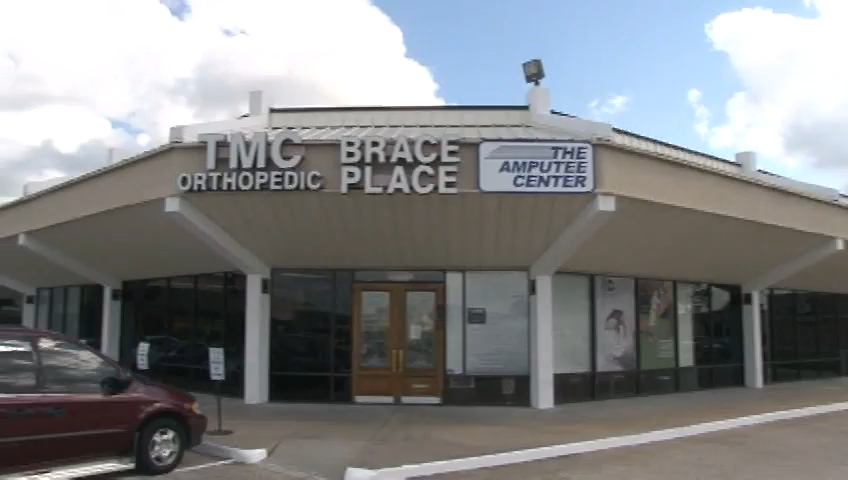 TMC
ORTHOPEDIC
BRACE
PLACE
THE
AMPUTEE
CENTER